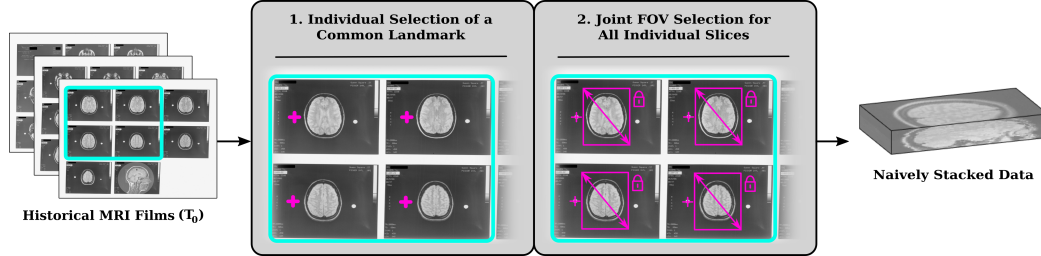 1. Individual Selection of a
Common Landmark
2. Joint FOV Selection for
All Individual Slices
Historical MRI Films (T₀)
Naively Stacked Data